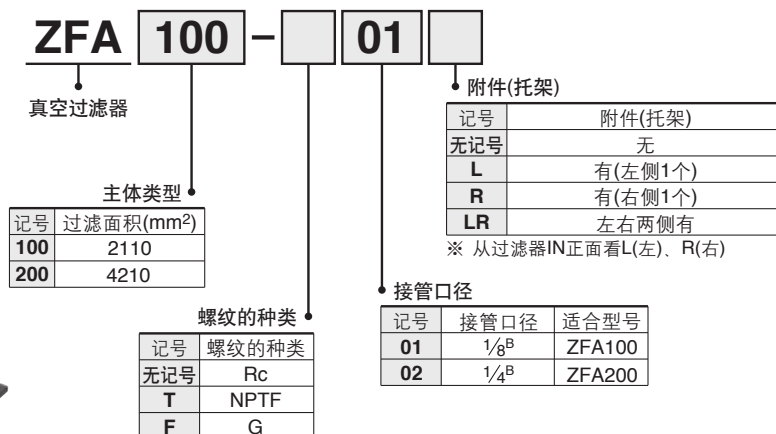 ZFA 100 - 01
真空过滤器
附件(托架)
记号 附件(托架)
无记号 无
L 有(左侧1个)
R 有(右侧1个)
LR 左右两侧有
※ 从过滤器IN正面看L(左)、R(右)
主体类型
记号 过滤面积(mm²)
100 2110
200 4210
接管口径
记号 接管口径 适合型号
01 1/8B ZFA100
02 1/4B ZFA200
螺纹的种类
记号 螺纹的种类
无记号 Rc
T NPTF
F G